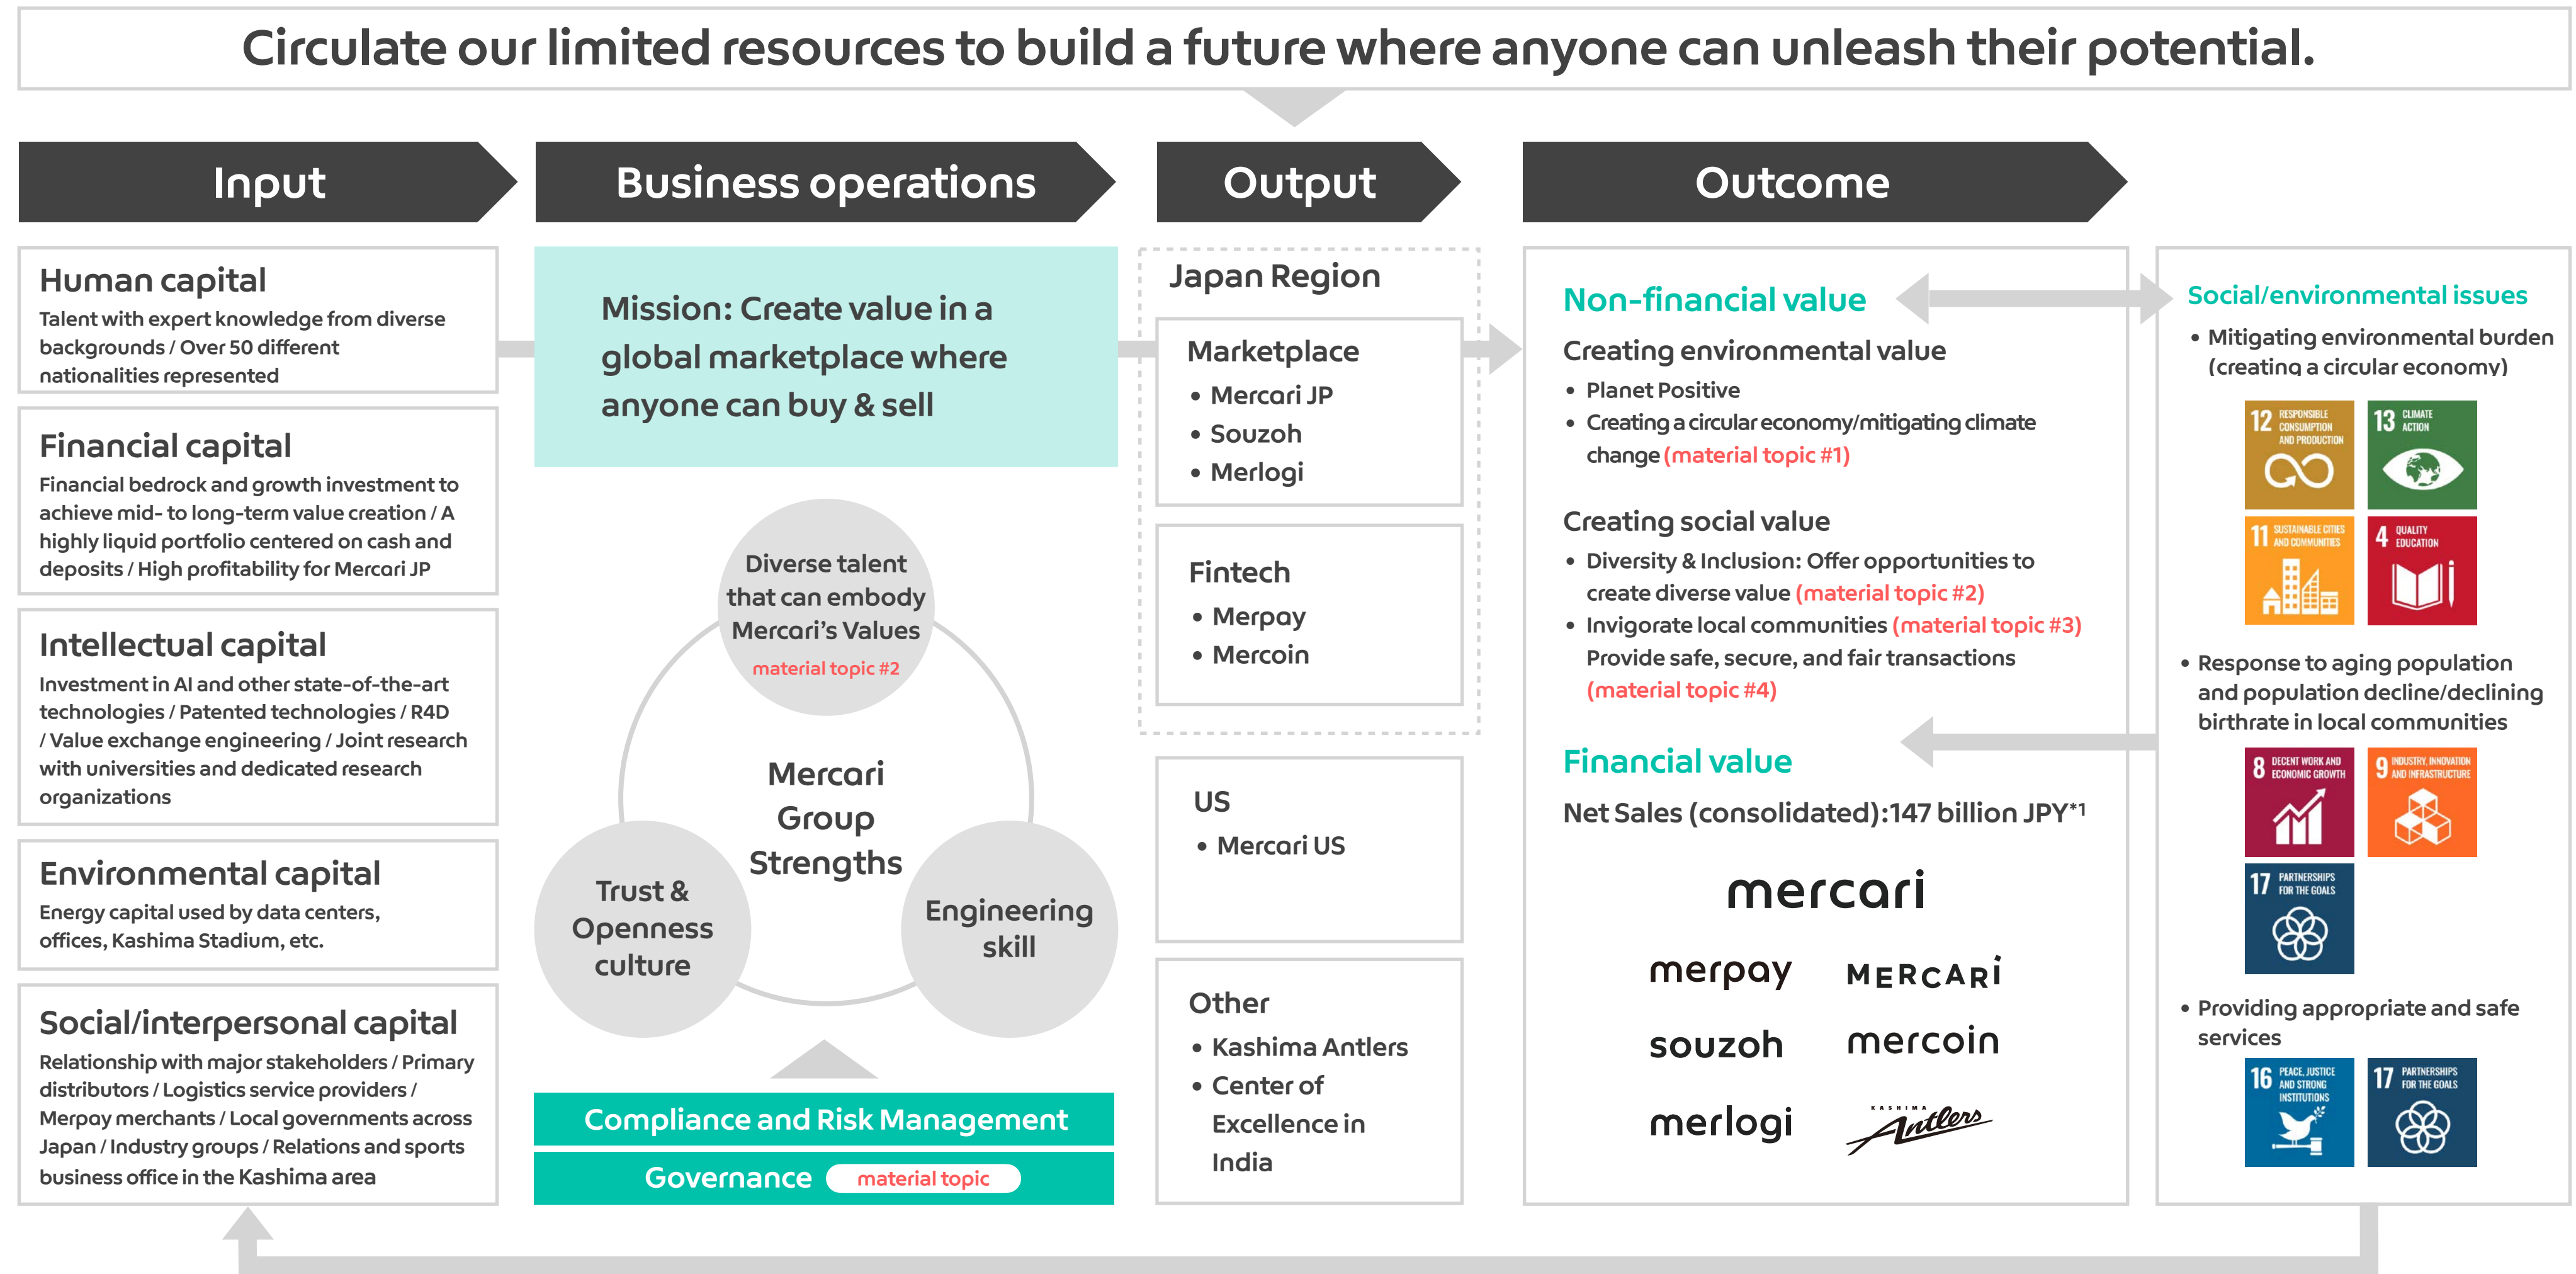 Circulate our limited resources to build a future where anyone can unleash their potential.
Input
Business operations
Output
Outcome
Human capital
Talent with expert knowledge from diverse
backgrounds / Over 50 different
nationalities represented
Financial capital
Financial bedrock and growth investment to
achieve mid- to long-term value creation / A
highly liquid portfolio centered on cash and
deposits / High profitability for Mercari JP
Intellectual capital
Investment in AI and other state-of-the-art
technologies / Patented technologies / R4D
/ Value exchange engineering / Joint research
with universities and dedicated research
organizations
Environmental capital
Energy capital used by data centers,
offices, Kashima Stadium, etc.
Social/interpersonal capital
Relationship with major stakeholders / Primary
distributors / Logistics service providers /
Merpay merchants / Local governments across
Japan / Industry groups / Relations and sports
business office in the Kashima area
Mission: Create value in a
global marketplace where
anyone can buy & sell
Diverse talent
that can embody
Mercari's Values
material topic #2
Mercari
Group
Strengths
Trust &
Openness
culture
Engineering
skill
Compliance and Risk Management
Governance material topic
Japan Region
Marketplace
• Mercari JP
• Souzoh
• Merlogi
Fintech
• Merpay
• Mercoin
US
• Mercari US
Other
• Kashima Antlers
• Center of
Excellence in
India
Non-financial value
Creating environmental value
• Planet Positive
• Creating a circular economy/mitigating climate
change (material topic #1)
Creating social value
• Diversity & Inclusion: Offer opportunities to
create diverse value (material topic #2)
• Invigorate local communities (material topic #3)
Provide safe, secure, and fair transactions
(material topic #4)
Financial value
Net Sales (consolidated):147 billion JPY*1
mercari
merpay
MERCARi
souzoh
mercoin
merlogi
KASHIMA
Antlers
Social/environmental issues
• Mitigating environmental burden
(creating a circular economy)
12 RESPONSIBLE
CONSUMPTION
AND PRODUCTION
13 CLIMATE
ACTION
11 SUSTAINABLE CITIES
AND COMMUNITIES
4 QUALITY
EDUCATION
• Response to aging population
and population decline/declining
birthrate in local communities
8 DECENT WORK AND
ECONOMIC GROWTH
9 INDUSTRY, INNOVATION
AND INFRASTRUCTURE
17 PARTNERSHIPS
FOR THE GOALS
• Providing appropriate and safe
services
16 PEACE, JUSTICE
AND STRONG
INSTITUTIONS
17 PARTNERSHIPS
FOR THE GOALS